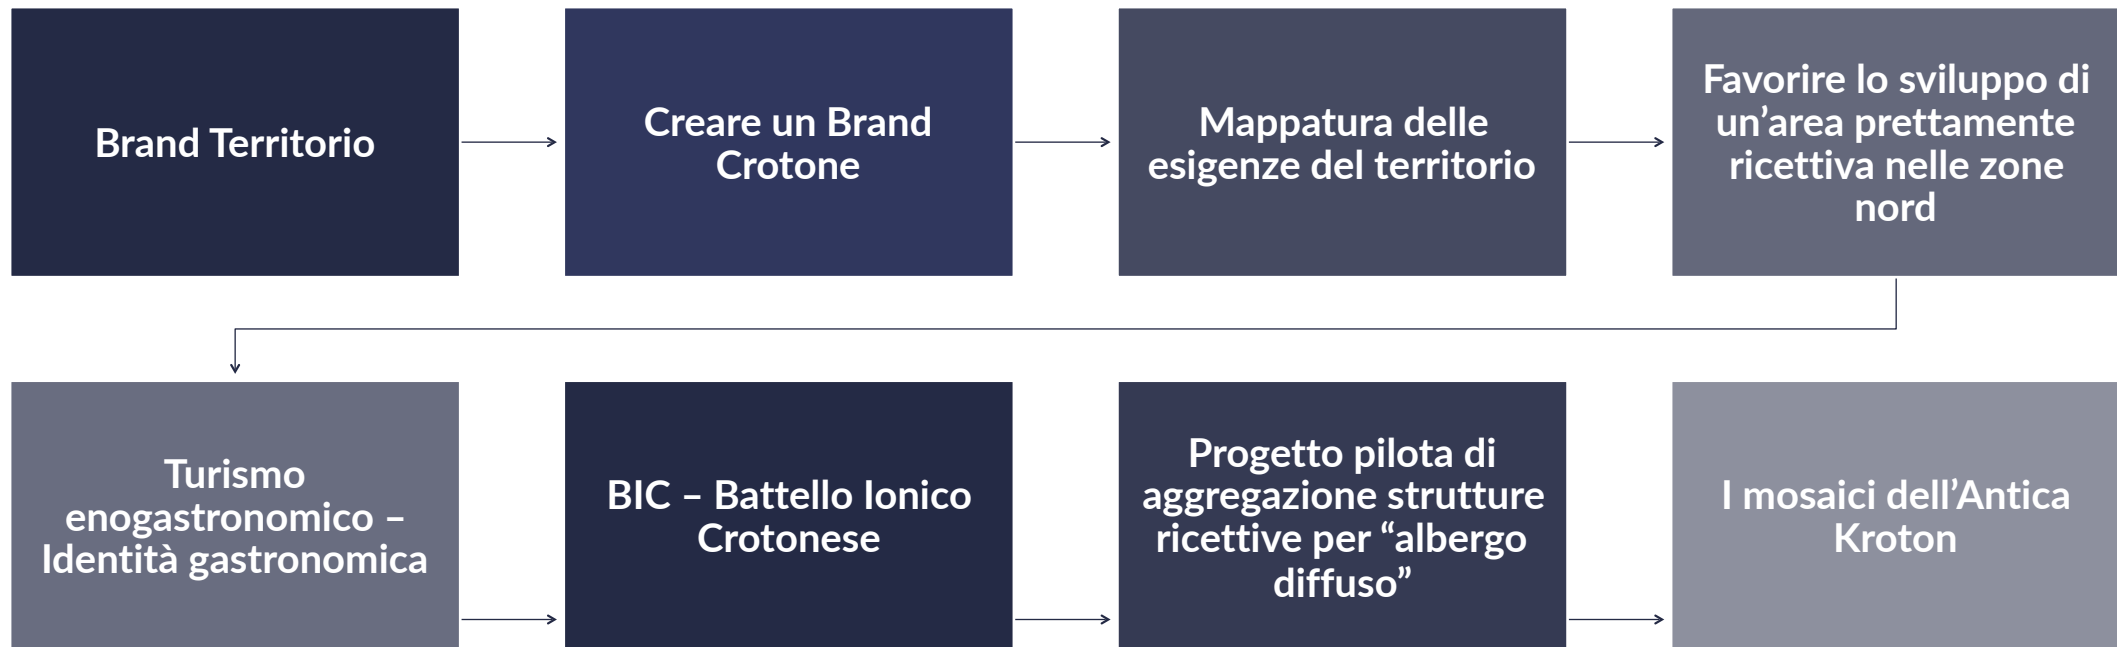 Brand Territorio
Creare un Brand
Crotone
Mappatura delle
esigenze del territorio
Favorire lo sviluppo di
un’area prettamente
ricettiva nelle zone
nord
Turismo
enogastronomico –
Identità gastronomica
BIC – Battello Ionico
Crotonese
Progetto pilota di
aggregazione strutture
ricettive per “albergo
diffuso”
I mosaici dell’Antica
Kroton